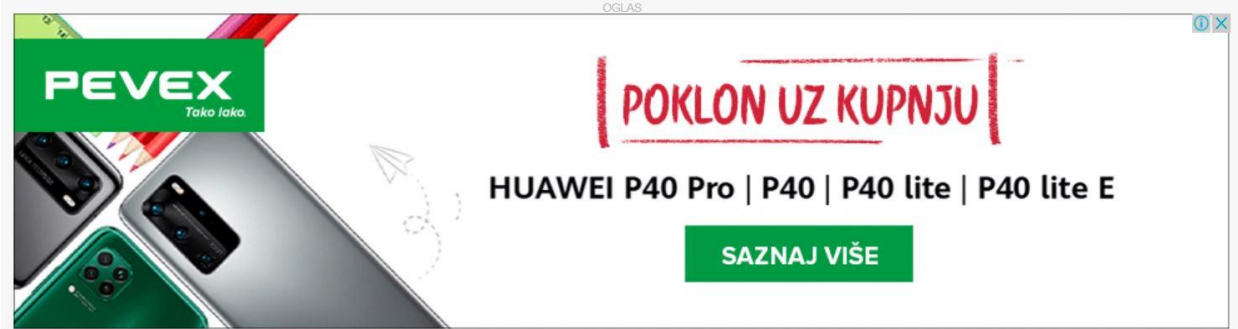 OGLAS
PEVEX
Tako lako.
POKLON UZ KUPNJU
HUAWEI P40 Pro | P40 | P40 lite | P40 lite E
SAZNAJ VIŠE